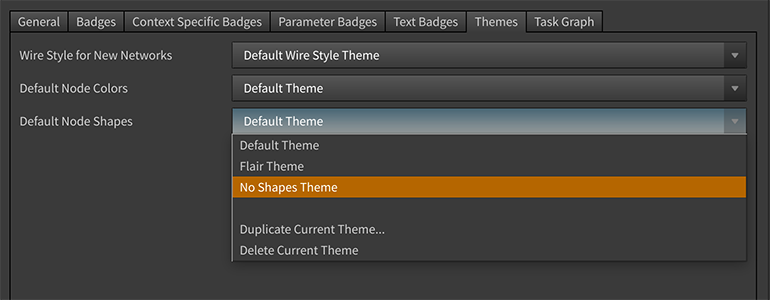 General Badges Context Specific Badges Parameter Badges Text Badges Themes Task Graph
Wire Style for New Networks Default Wire Style Theme
Default Node Colors Default Theme
Default Node Shapes Default Theme
Default Theme
Flair Theme
No Shapes Theme
Duplicate Current Theme...
Delete Current Theme